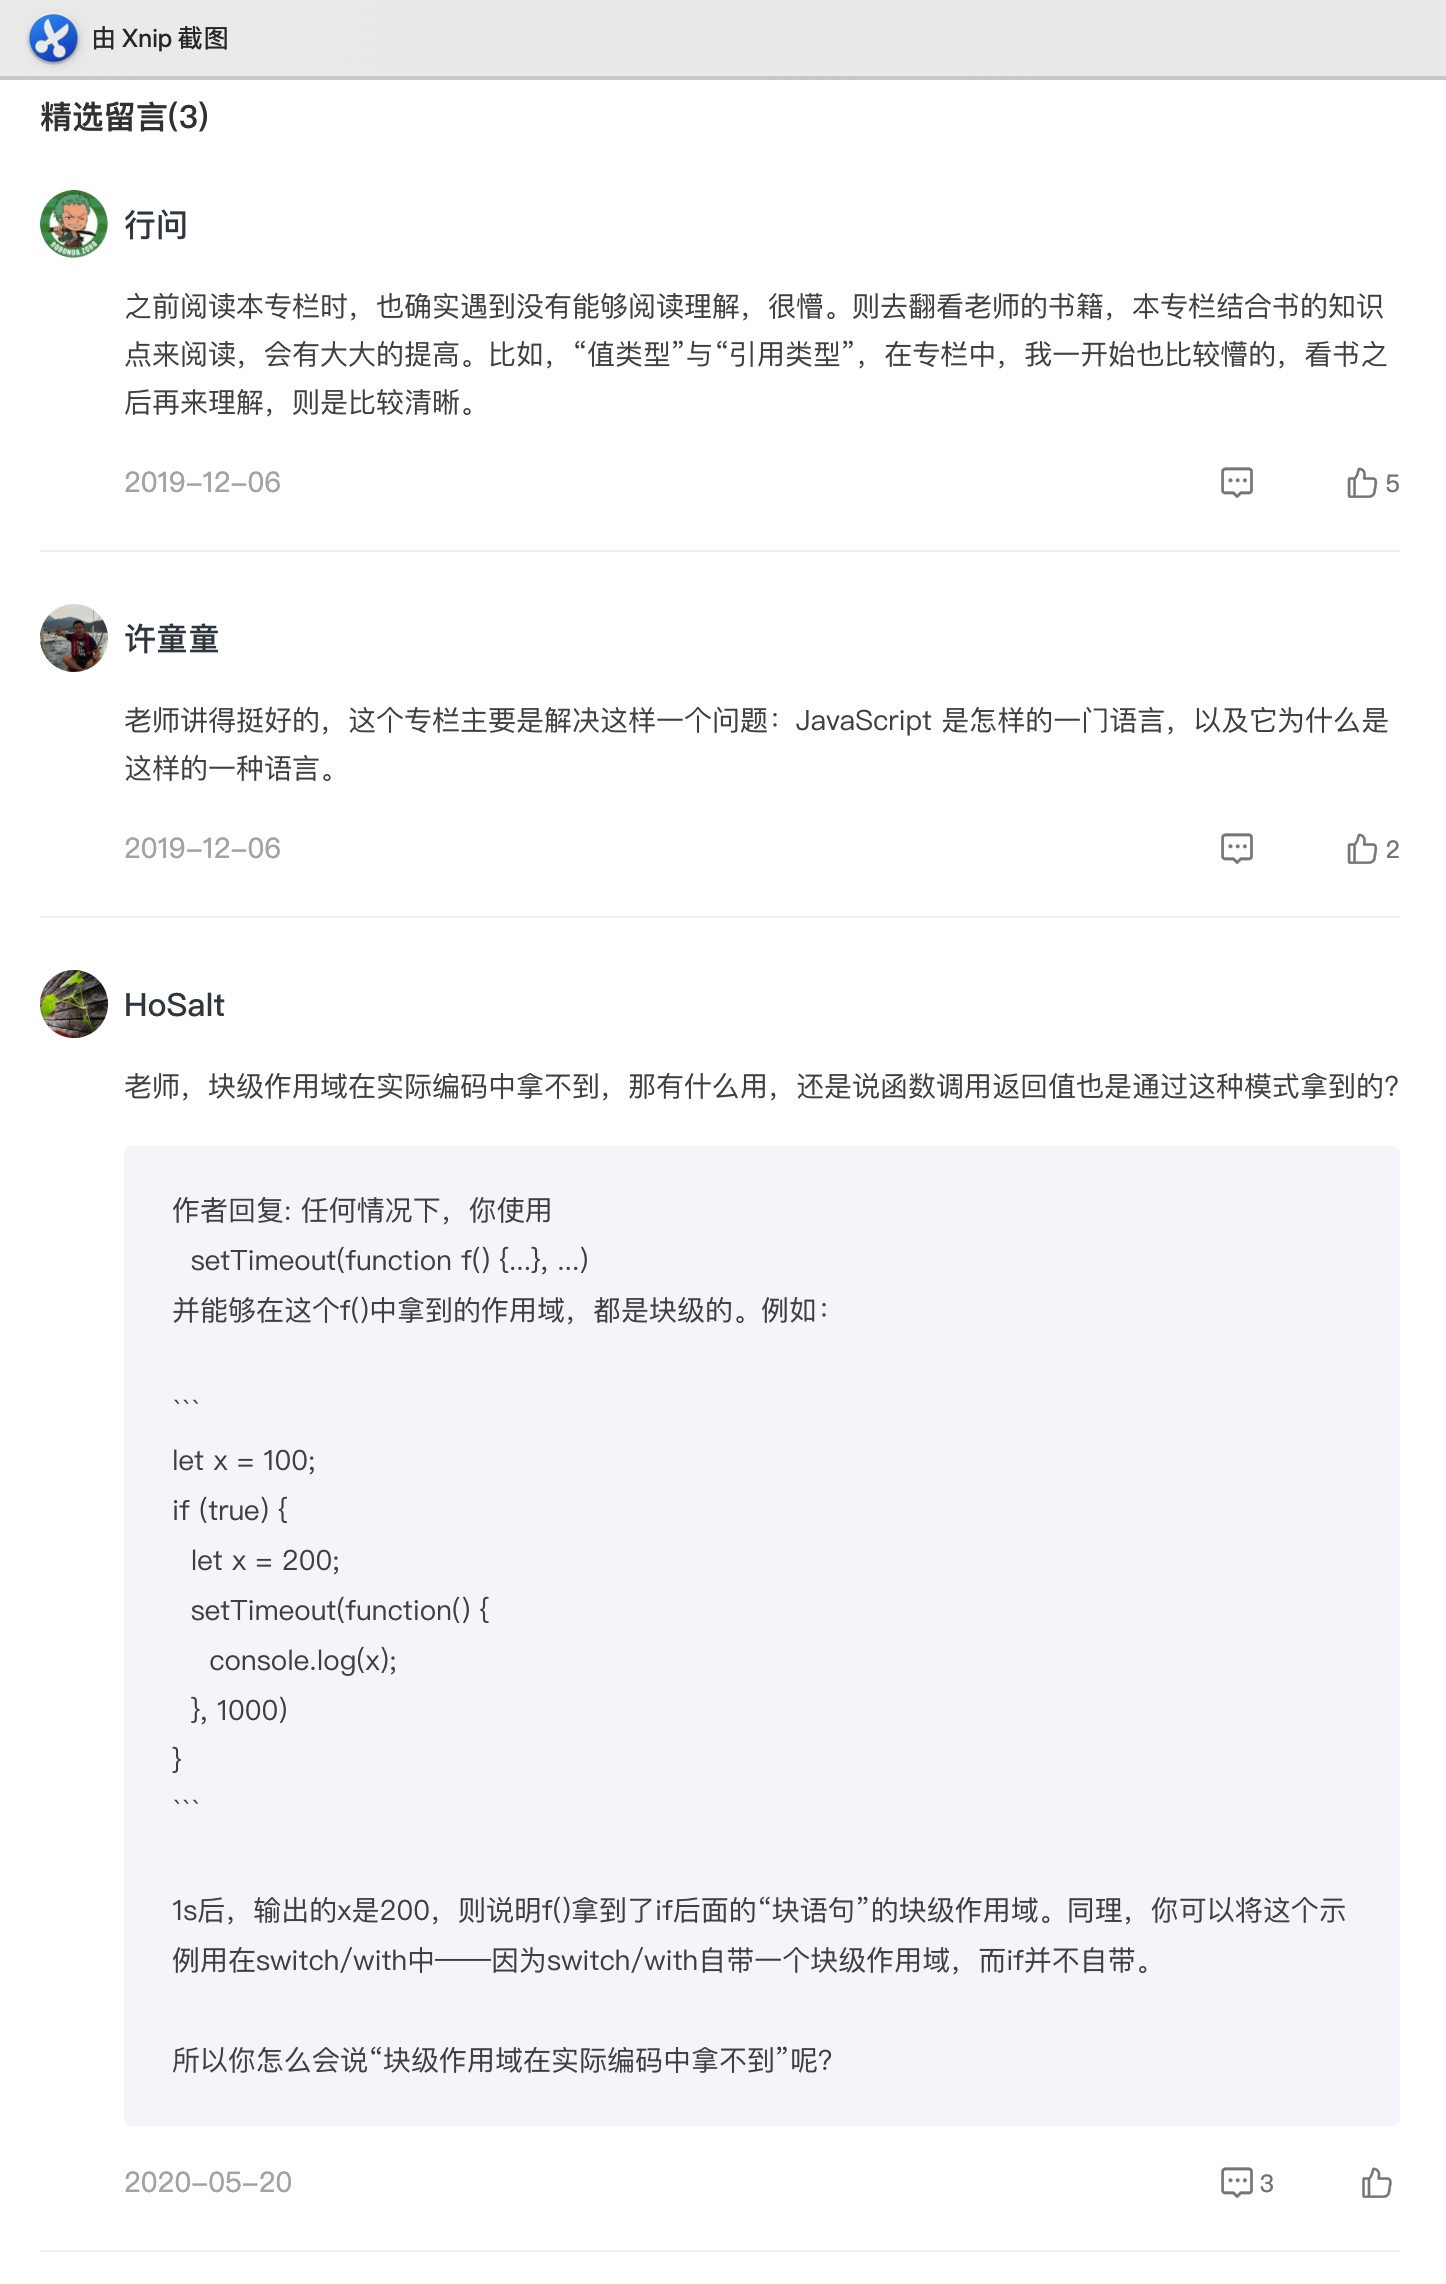 由 Xnip 截图
精选留言(3)
行问
之前阅读本专栏时，也确实遇到没有能够阅读理解，很懵。则去翻看老师的书籍，本专栏结合书的知识
点来阅读，会有大大的提高。比如，“值类型”与“引用类型”，在专栏中，我一开始也比较懵的，看书之
后再来理解，则是比较清晰。
2019-12-06
5
许童童
老师讲得挺好的，这个专栏主要是解决这样一个问题：JavaScript 是怎样的一门语言，以及它为什么是
这样的一种语言。
2019-12-06
2
HoSalt
老师，块级作用域在实际编码中拿不到，那有什么用，还是说函数调用返回值也是通过这种模式拿到的?
作者回复: 任何情况下，你使用
setTimeout(function f() {...}, ...)
并能够在这个f()中拿到的作用域，都是块级的。例如：
```
let x = 100;
if (true) {
let x = 200;
setTimeout(function() {
console.log(x);
}, 1000)
}
```
1s后，输出的x是200，则说明f()拿到了if后面的“块语句”的块级作用域。同理，你可以将这个示
例用在switch/with中——因为switch/with自带一个块级作用域，而if并不自带。
所以你怎么会说“块级作用域在实际编码中拿不到”呢?
2020-05-20
3